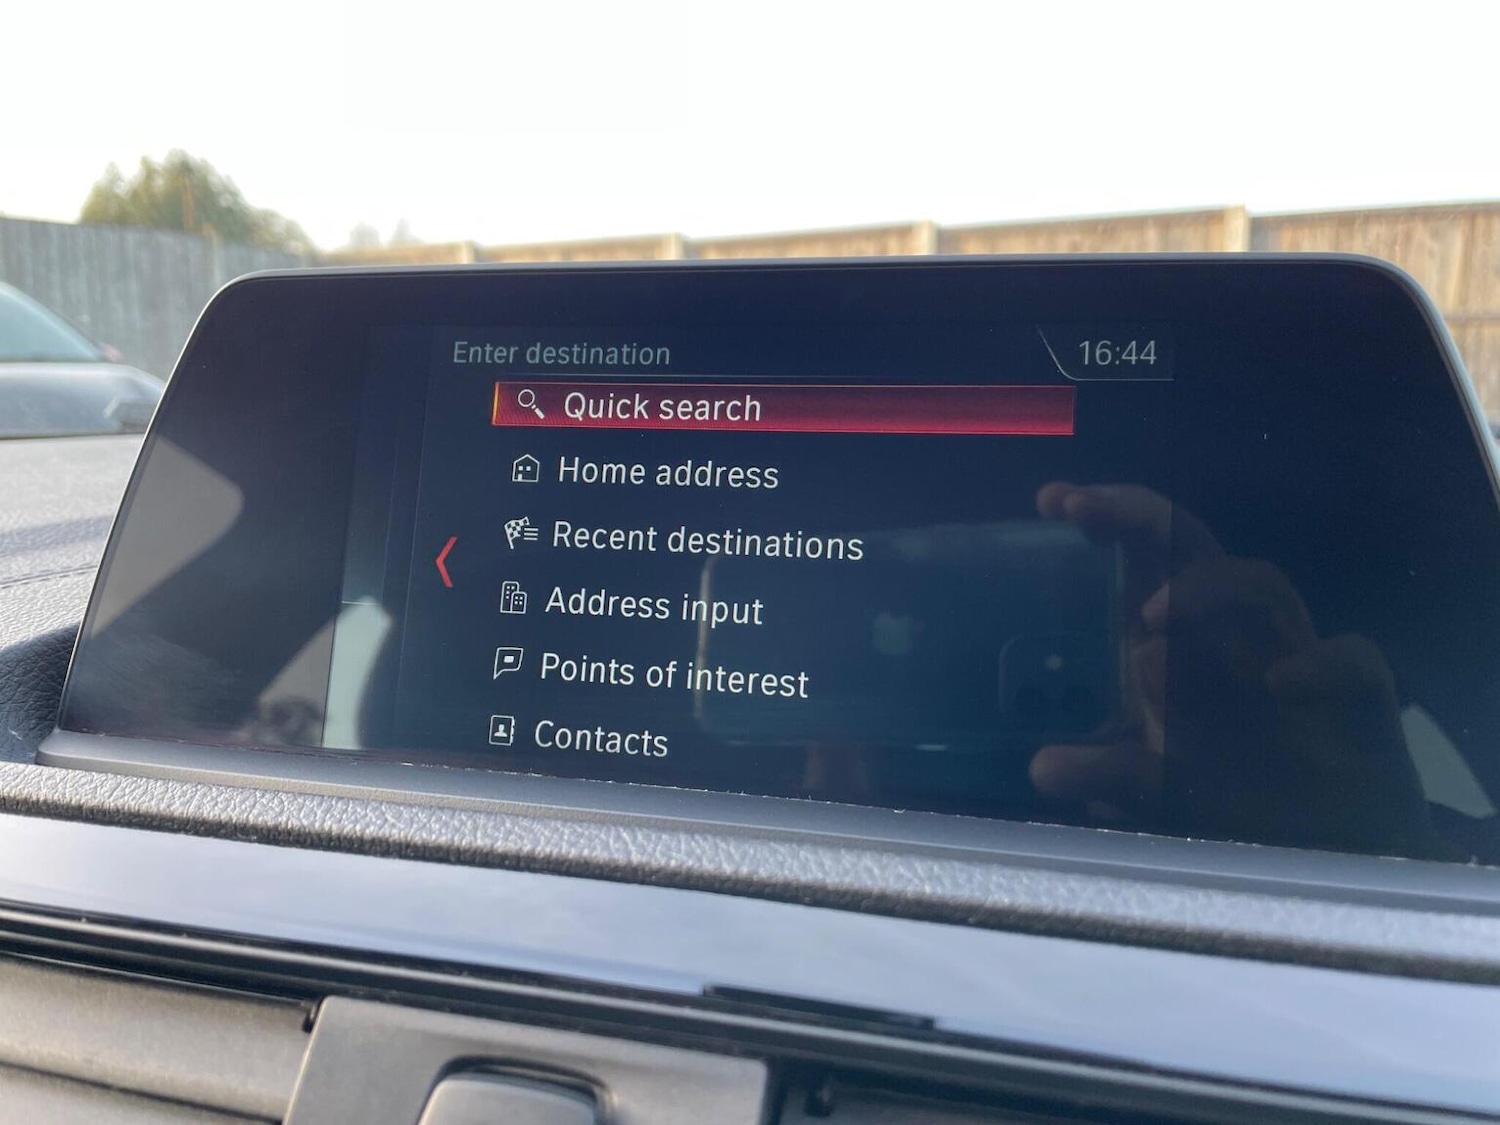 Enter destination
16:44
Quick search
Home address
Recent destinations
Address input
Points of interest
Contacts